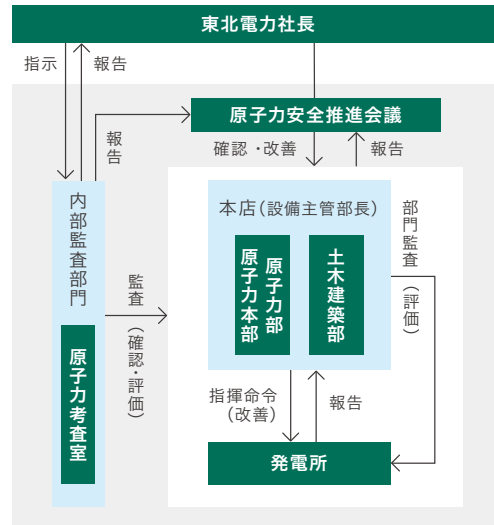 東北電力社長
指示
報告
原子力安全推進会議
報告
確認・改善
報告
内部監査部門
原子力考査室
監査
(確認・評価)
本店(設備主管部長)
原子力本部
原子力部
土木建築部
部門監査
(評価)
指揮命令
(改善)
報告
発電所